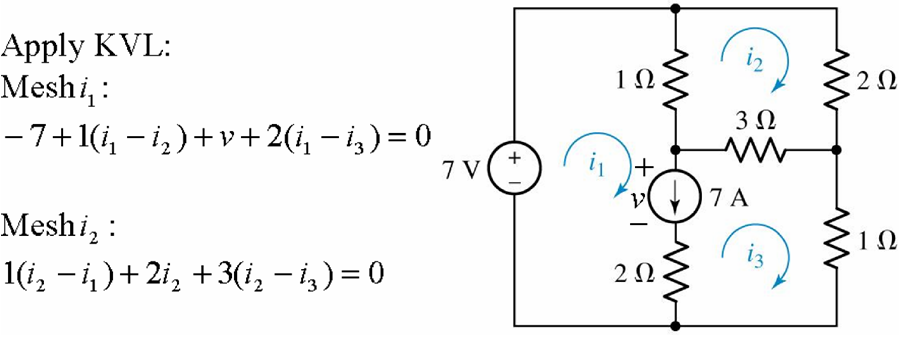 Apply KVL:
Mesh i₁ :
− 7 + 1(i₁ − i₂) + v + 2(i₁ − i₃) = 0
Mesh i₂ :
1(i₂ − i₁) + 2i₂ + 3(i₂ − i₃) = 0
i₂
1 Ω
2 Ω
3 Ω
7 V
+
−
i₁
+
v
−
7 A
i₃
2 Ω
1 Ω